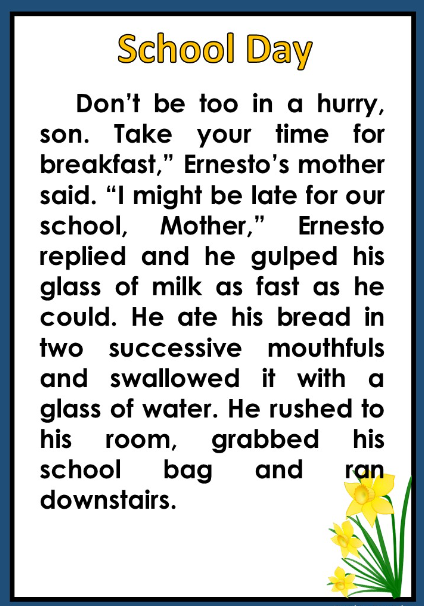 School Day
Don't be too in a hurry,
son. Take your time for
breakfast,” Ernesto's mother
said. “I might be late for our
school, Mother,” Ernesto
replied and he gulped his
glass of milk as fast as he
could. He ate his bread in
two successive mouthfuls
and swallowed it with a
glass of water. He rushed to
his room, grabbed his
school bag and ran
downstairs.